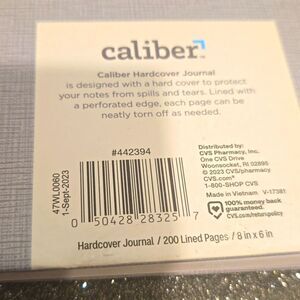 caliber™
Caliber Hardcover Journal
is designed with a hard cover to protect
your notes from spills and tears. Lined with
a perforated edge, each page can be
neatly torn off as needed.
#442394
47WL0060
1-Sept-2023
0 50428 28325 7
Distributed by:
CVS Pharmacy, Inc.
One CVS Drive
Woonsocket, RI 02895
© 2023 CVS/pharmacy
CVS.com®
1-800-SHOP CVS
Made in Vietnam V-17381
100% money back
guaranteed.
CVS.com/returnpolicy
Hardcover Journal / 200 Lined Pages / 8 in x 6 in